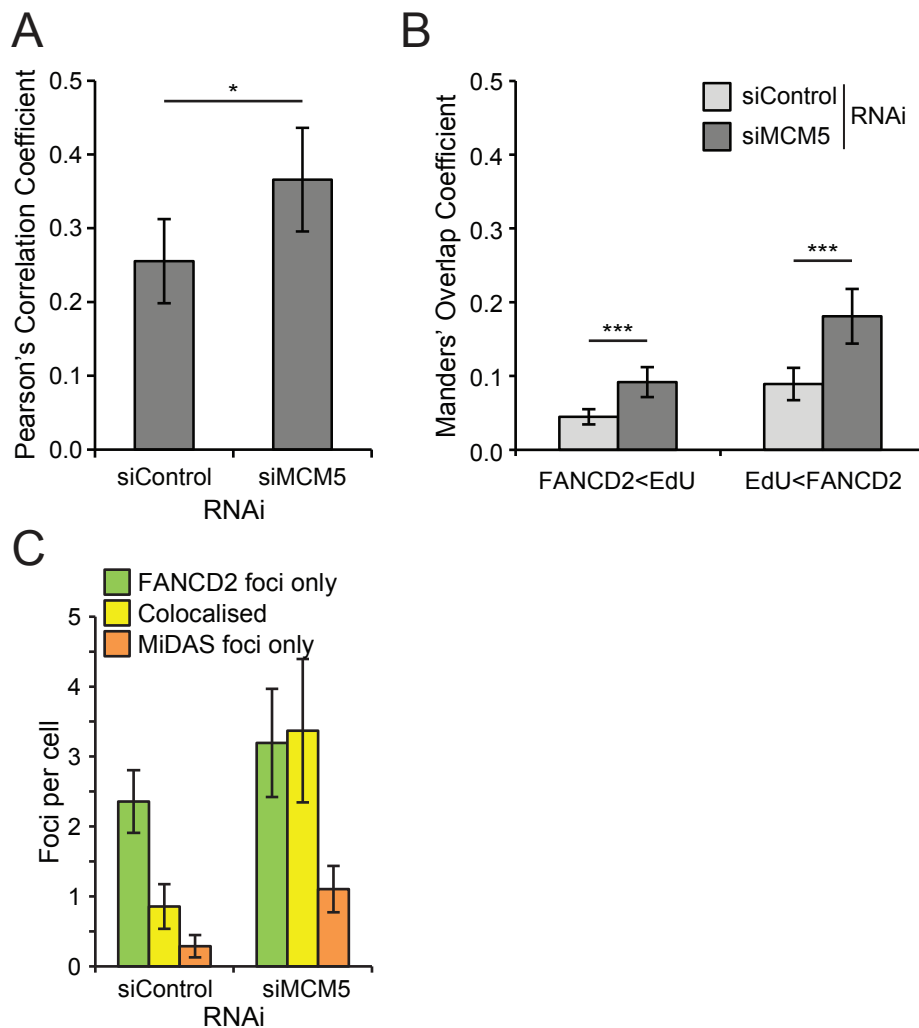 A
Pearson's Correlation Coefficient
0.5
0.4
0.3
0.2
0.1
0.0
*
siControl
siMCM5
RNAi
B
Manders' Overlap Coefficient
0.5
0.4
0.3
0.2
0.1
0.0
siControl
siMCM5
RNAi
***
***
FANCD2<EdU
EdU<FANCD2
C
FANCD2 foci only
Colocalised
MiDAS foci only
Foci per cell
5
4
3
2
1
0
siControl
siMCM5
RNAi